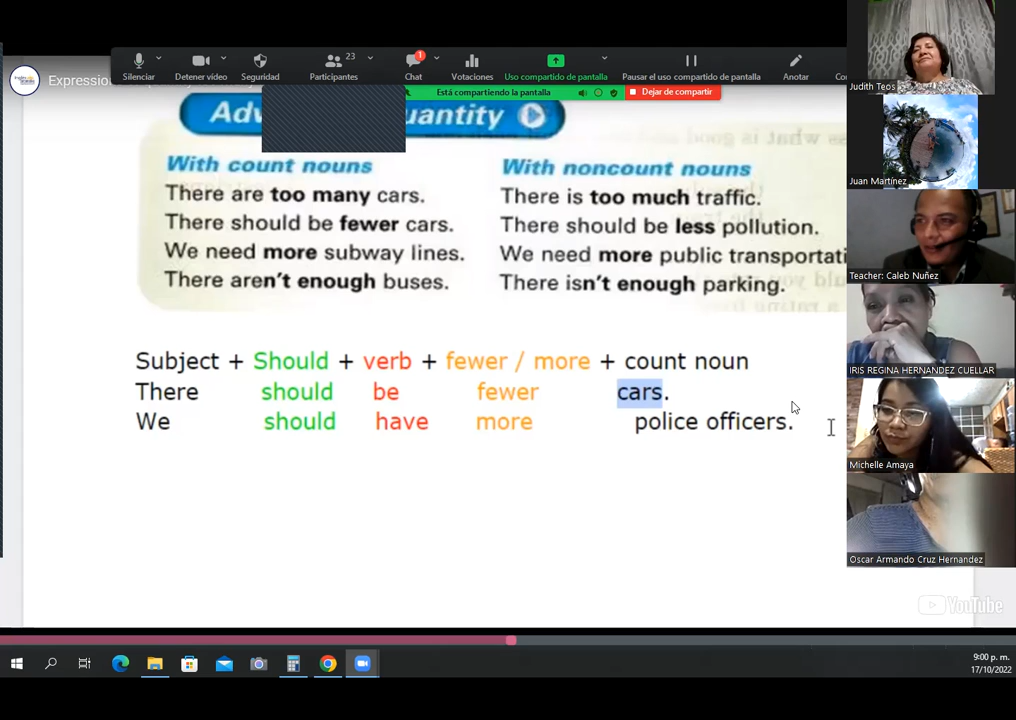 Expressio
Silenciar
Detener video
Seguridad
23
Participantes
1
Chat
Votaciones
Uso compartido de pantalla
Pausar el uso compartido de pantalla
Anotar
Está compartiendo la pantalla
Dejar de compartir
Adv uantity
With count nouns
There are too many cars.
There should be fewer cars.
We need more subway lines.
There aren't enough buses.
With noncount nouns
There is too much traffic.
There should be less pollution.
We need more public transportati
There isn't enough parking.
Subject + Should + verb + fewer / more + count noun
There should be fewer cars.
We should have more police officers.
Judith Teos
Juan Martínez
Teacher: Caleb Nuñez
IRIS REGINA HERNANDEZ CUELLAR
Michelle Amaya
Oscar Armando Cruz Hernandez
YouTube
9:00 p. m.
17/10/2022